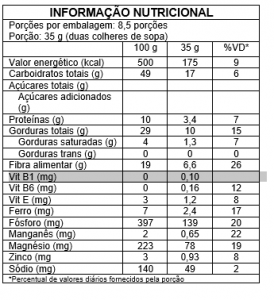 INFORMAÇÃO NUTRICIONAL
Porções por embalagem: 8,5 porções
Porção: 35 g (duas colheres de sopa)
100 g 35 g %VD*
Valor energético (kcal) 500 175 9
Carboidratos totais (g) 49 17 6
Açúcares totais (g)
Açúcares adicionados
(g)
Proteínas (g) 10 3,4 7
Gorduras totais (g) 29 10 15
Gorduras saturadas (g) 4 1,3 7
Gorduras trans (g) 0 0 0
Fibra alimentar (g) 19 6,6 26
Vit B1 (mg) 0 0,10
Vit B6 (mg) 0 0,16 12
Vit E (mg) 3 1,2 8
Ferro (mg) 7 2,4 17
Fósforo (mg) 397 139 20
Manganês (mg) 2 0,65 22
Magnésio (mg) 223 78 19
Zinco (mg) 3 0,93 8
Sódio (mg) 140 49 2
*Percentual de valores diários fornecidos pela porção